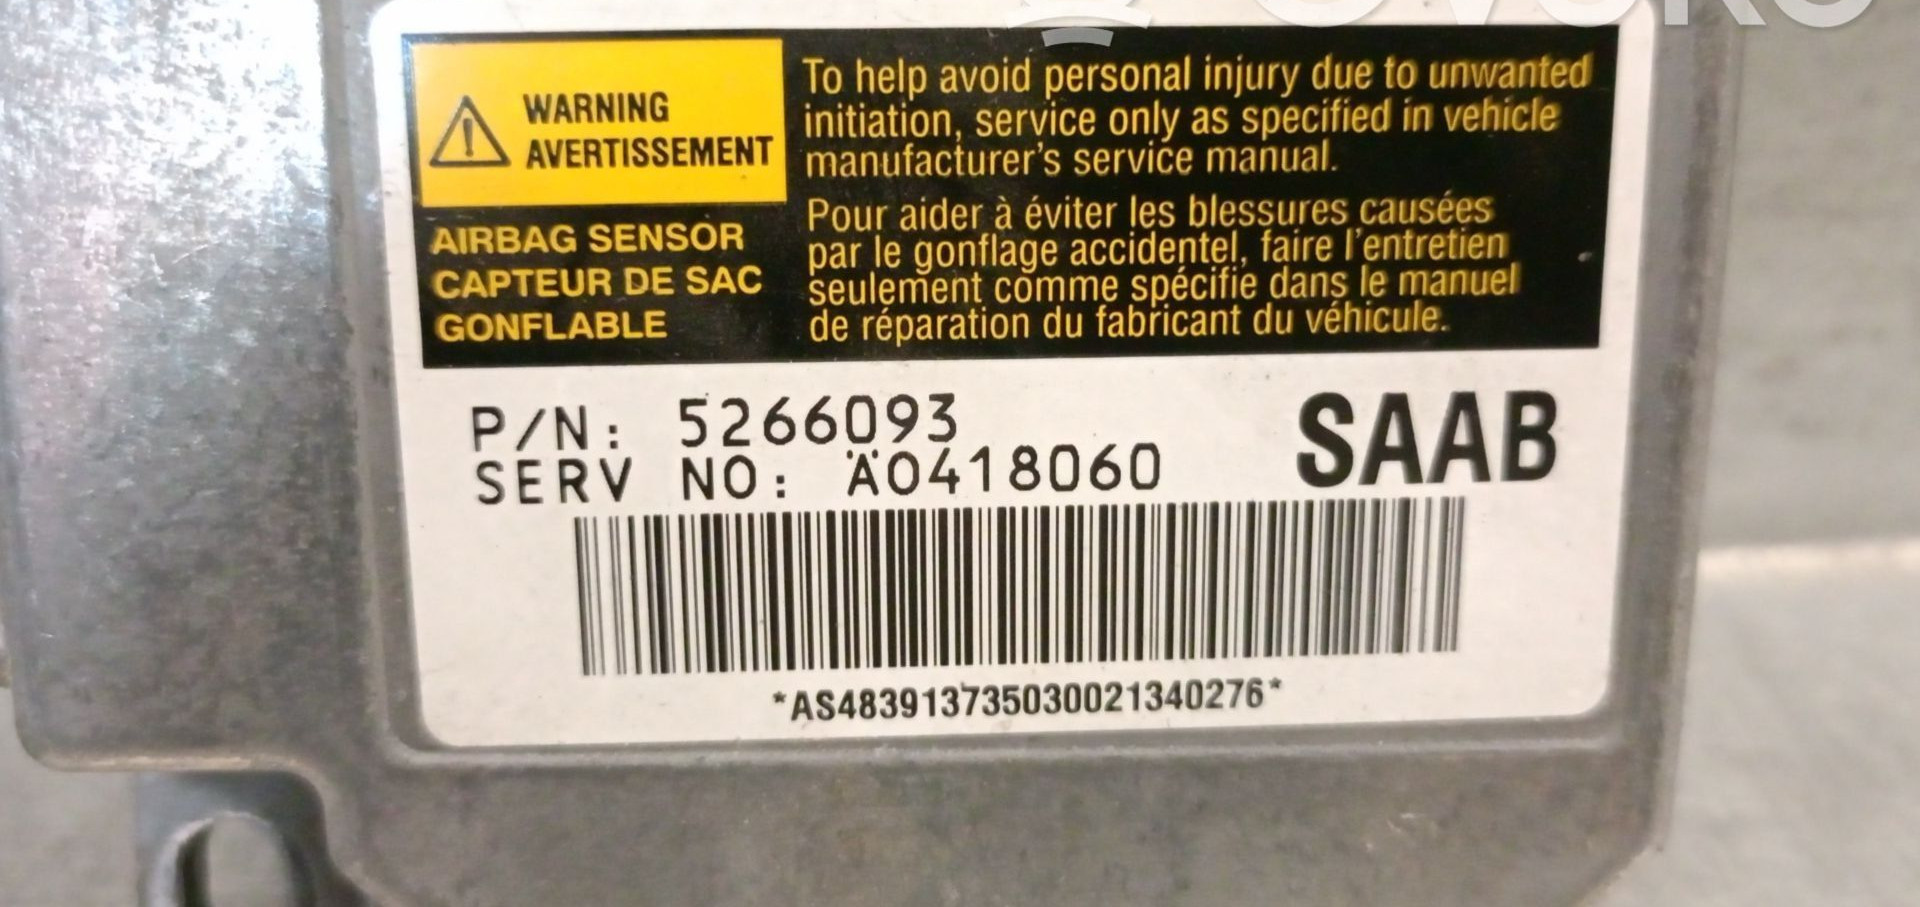 WARNING
AVERTISSEMENT
AIRBAG SENSOR
CAPTEUR DE SAC
GONFLABLE
To help avoid personal injury due to unwanted
initiation, service only as specified in vehicle
manufacturer's service manual.
Pour aider à éviter les blessures causées
par le gonflage accidentel, faire l'entretien
seulement comme spécifie dans le manuel
de réparation du fabricant du véhicule.
P/N: 5266093
SERV NO: A0418060
SAAB
*AS483913735030021340276*